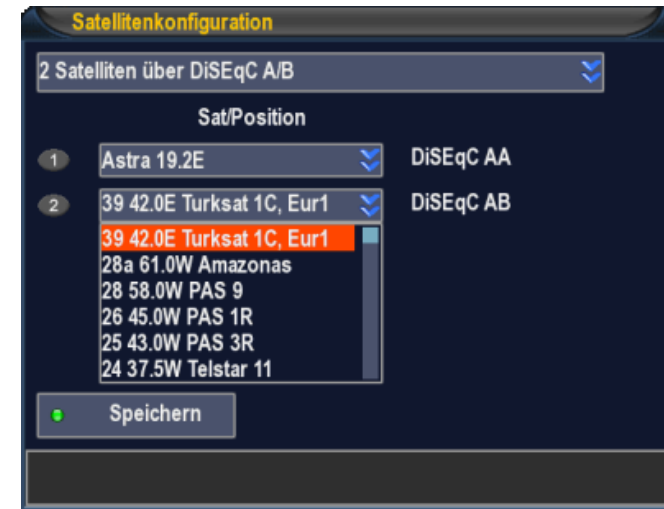 Satellitenkonfiguration
2 Satelliten über DiSEqC A/B
Sat/Position
1 Astra 19.2E DiSEqC AA
2 39 42.0E Turksat 1C, Eur1 DiSEqC AB
39 42.0E Turksat 1C, Eur1
28a 61.0W Amazonas
28 58.0W PAS 9
26 45.0W PAS 1R
25 43.0W PAS 3R
24 37.5W Telstar 11
Speichern